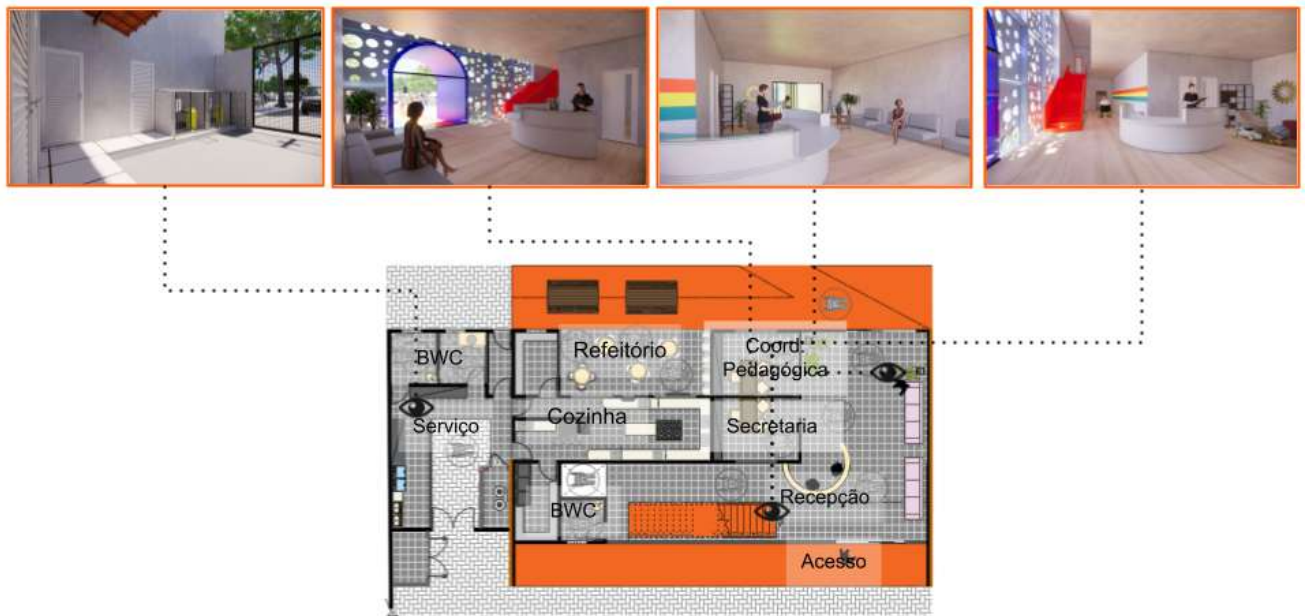 BWC
Refeitório
Coord.
Pedagógica
Serviço
Cozinha
Secretaria
BWC
Recepção
Acesso